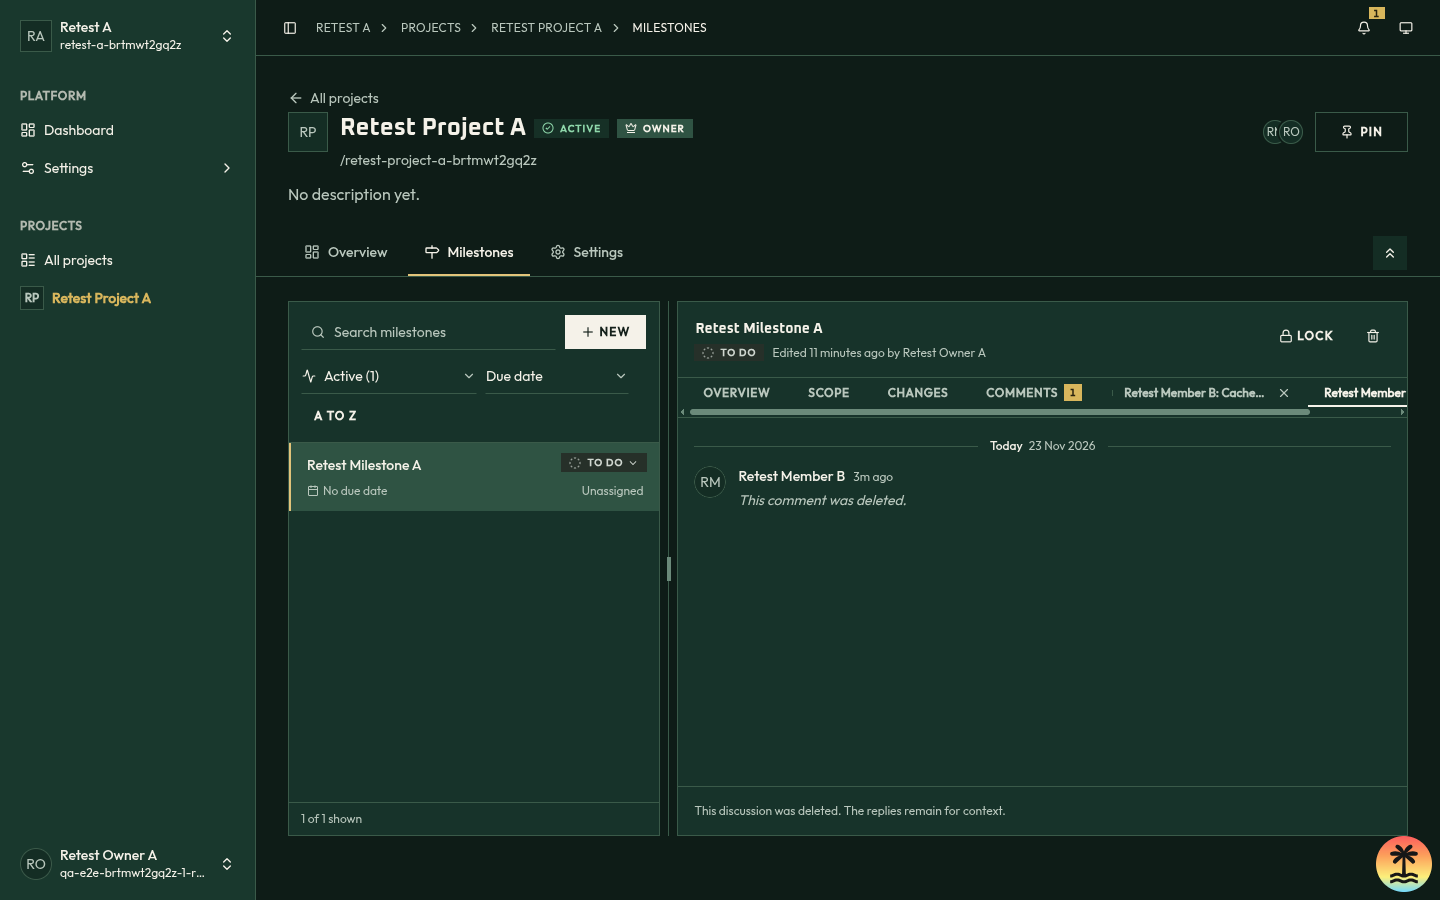 RA
Retest A
retest-a-brtmwt2gq2z
PLATFORM
Dashboard
Settings
PROJECTS
All projects
RP
Retest Project A
RO
Retest Owner A
qa-e2e-brtmwt2gq2z-1-r...
RETEST A
PROJECTS
RETEST PROJECT A
MILESTONES
1
All projects
RP
Retest Project A
ACTIVE
OWNER
/retest-project-a-brtmwt2gq2z
RO
PIN
No description yet.
Overview
Milestones
Settings
Search milestones
NEW
Active (1)
Due date
A TO Z
Retest Milestone A
TO DO
No due date
Unassigned
1 of 1 shown
Retest Milestone A
TO DO
Edited 11 minutes ago by Retest Owner A
LOCK
OVERVIEW
SCOPE
CHANGES
COMMENTS
1
Retest Member B: Cache...
Retest Member
Today 23 Nov 2026
RM
Retest Member B
3m ago
This comment was deleted.
This discussion was deleted. The replies remain for context.